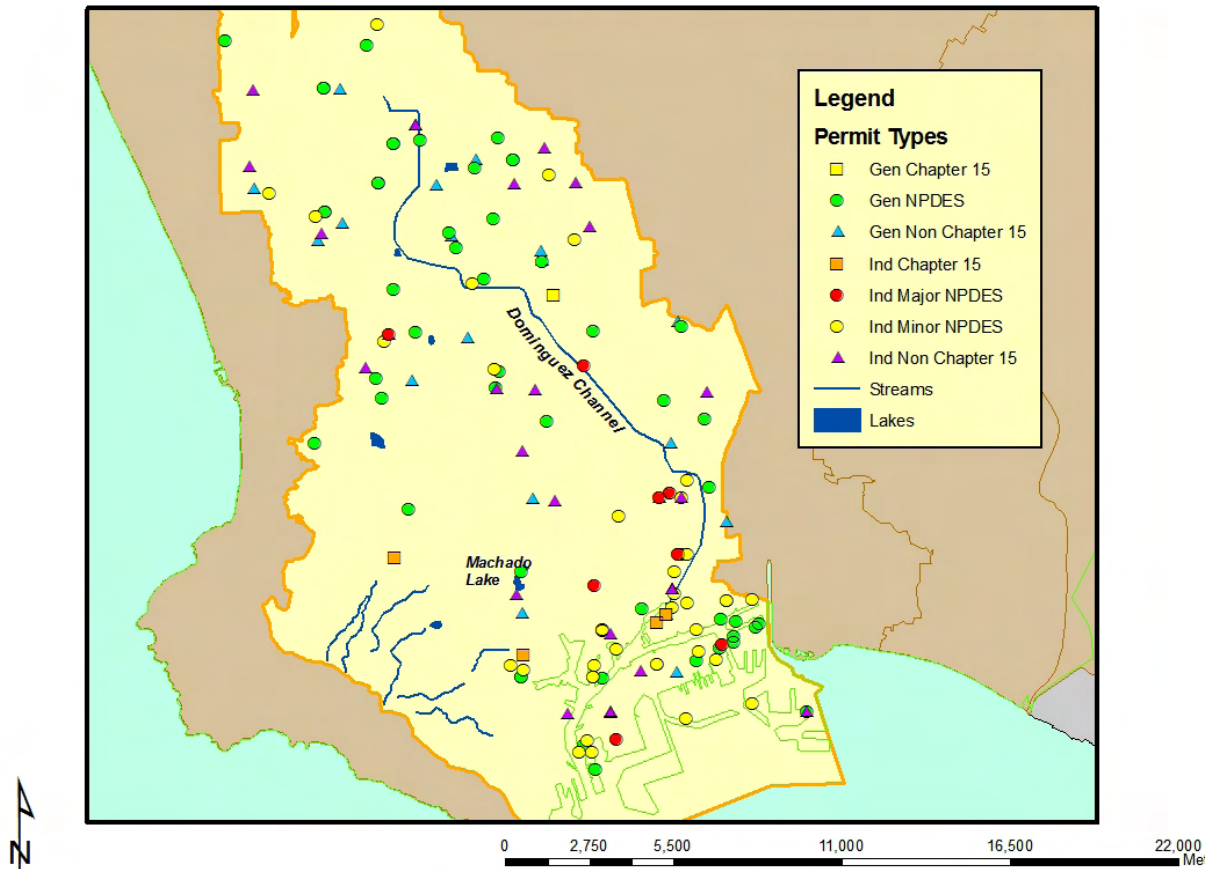 Legend
Permit Types
Gen Chapter 15
Gen NPDES
Gen Non Chapter 15
Ind Chapter 15
Ind Major NPDES
Ind Minor NPDES
Ind Non Chapter 15
Streams
Lakes
Dominguez Channel
Machado
Lake
N
0 2,750 5,500 11,000 16,500 22,000
Met